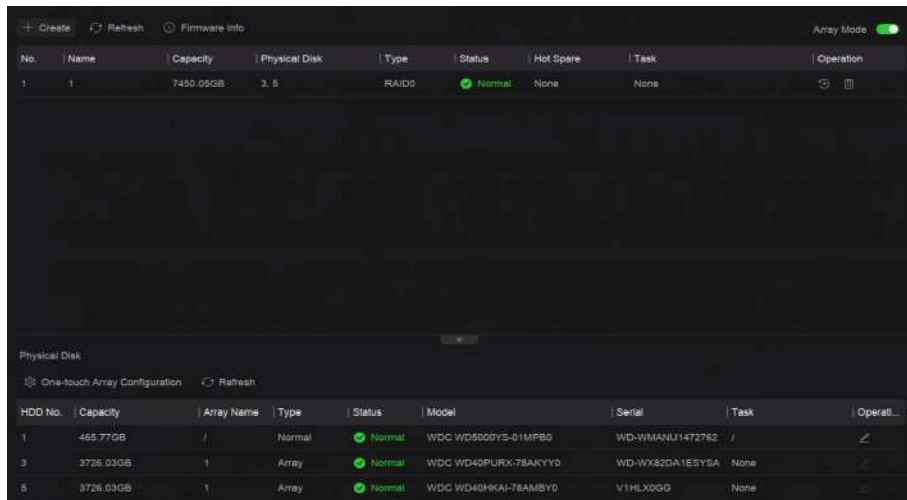 Create Refresh Firmware Info Array Mode
No. Name Capacity Physical Disk Type Status Hot Spare Task Operation
1 1 7450.05GB 3, 5 RAID0 Normal None None
Physical Disk
One-touch Array Configuration Refresh
HDD No. Capacity Array Name Type Status Model Serial Task Operati...
1 465.77GB / Normal Normal WDC WD5000YS-01MPB0 WD-WMANU1472762 /
3 3726.03GB 1 Array Normal WDC WD40PURX-78AKYY0 WD-WX82DA1ESYSA None
5 3726.03GB 1 Array Normal WDC WD40HKAI-78AMBY0 V1HLX0GG None